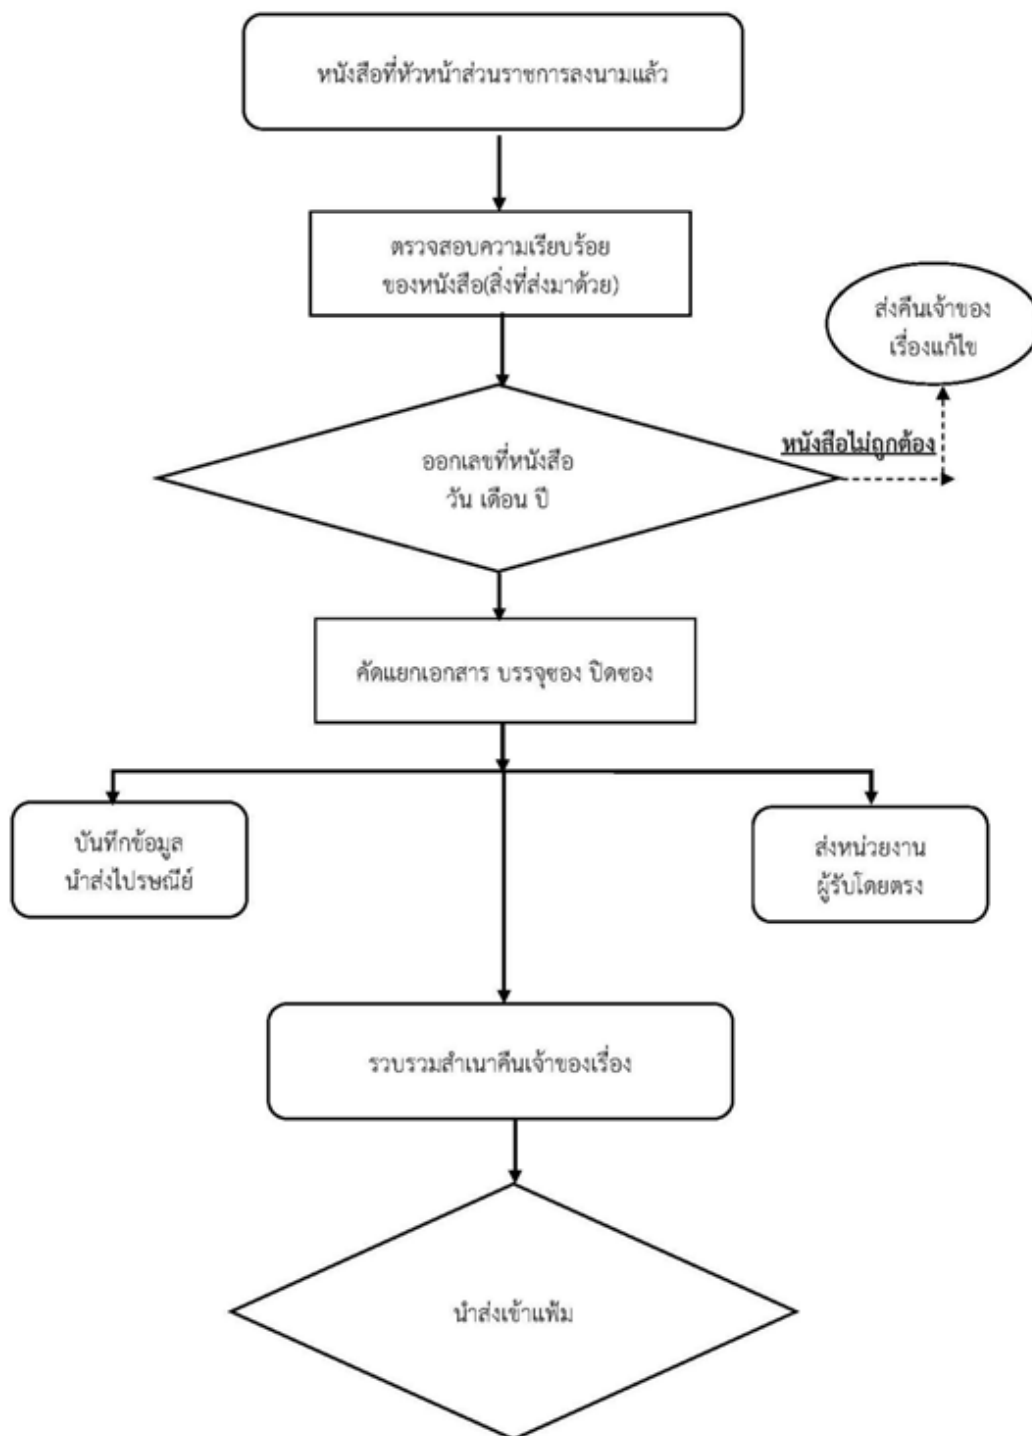 หนังสือที่หัวหน้าส่วนราชการลงนามแล้ว
ตรวจสอบความเรียบร้อย
ของหนังสือ(สิ่งที่ส่งมาด้วย)
ส่งคืนเจ้าของ
เรื่องแก้ไข
หนังสือไม่ถูกต้อง
ออกเลขที่หนังสือ
วัน เดือน ปี
คัดแยกเอกสาร บรรจุซอง ปิดซอง
บันทึกข้อมูล
นำส่งไปรษณีย์
ส่งหน่วยงาน
ผู้รับโดยตรง
รวบรวมสำเนาคืนเจ้าของเรื่อง
นำส่งเข้าแฟ้ม